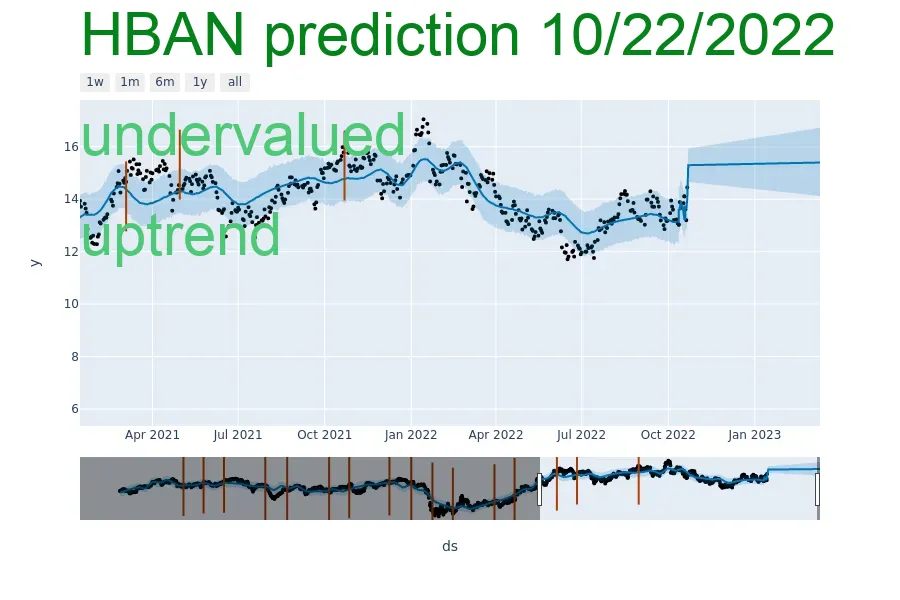 HBAN prediction 10/22/2022
1w 1m 6m 1y all
undervalued
16
14
uptrend
12
y
10
8
6
Apr 2021 Jul 2021 Oct 2021 Jan 2022 Apr 2022 Jul 2022 Oct 2022 Jan 2023
ds